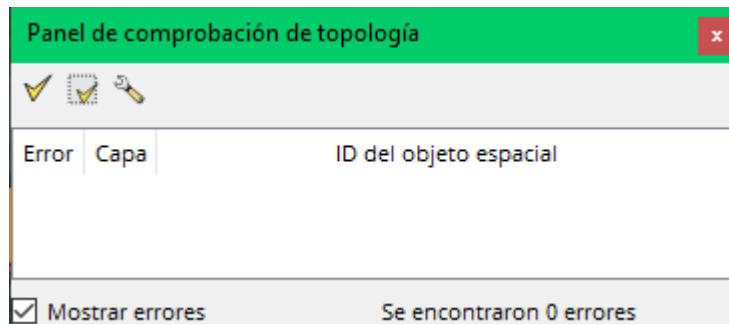 Panel de comprobación de topología
x
Error Capa ID del objeto espacial
Mostrar errores Se encontraron 0 errores